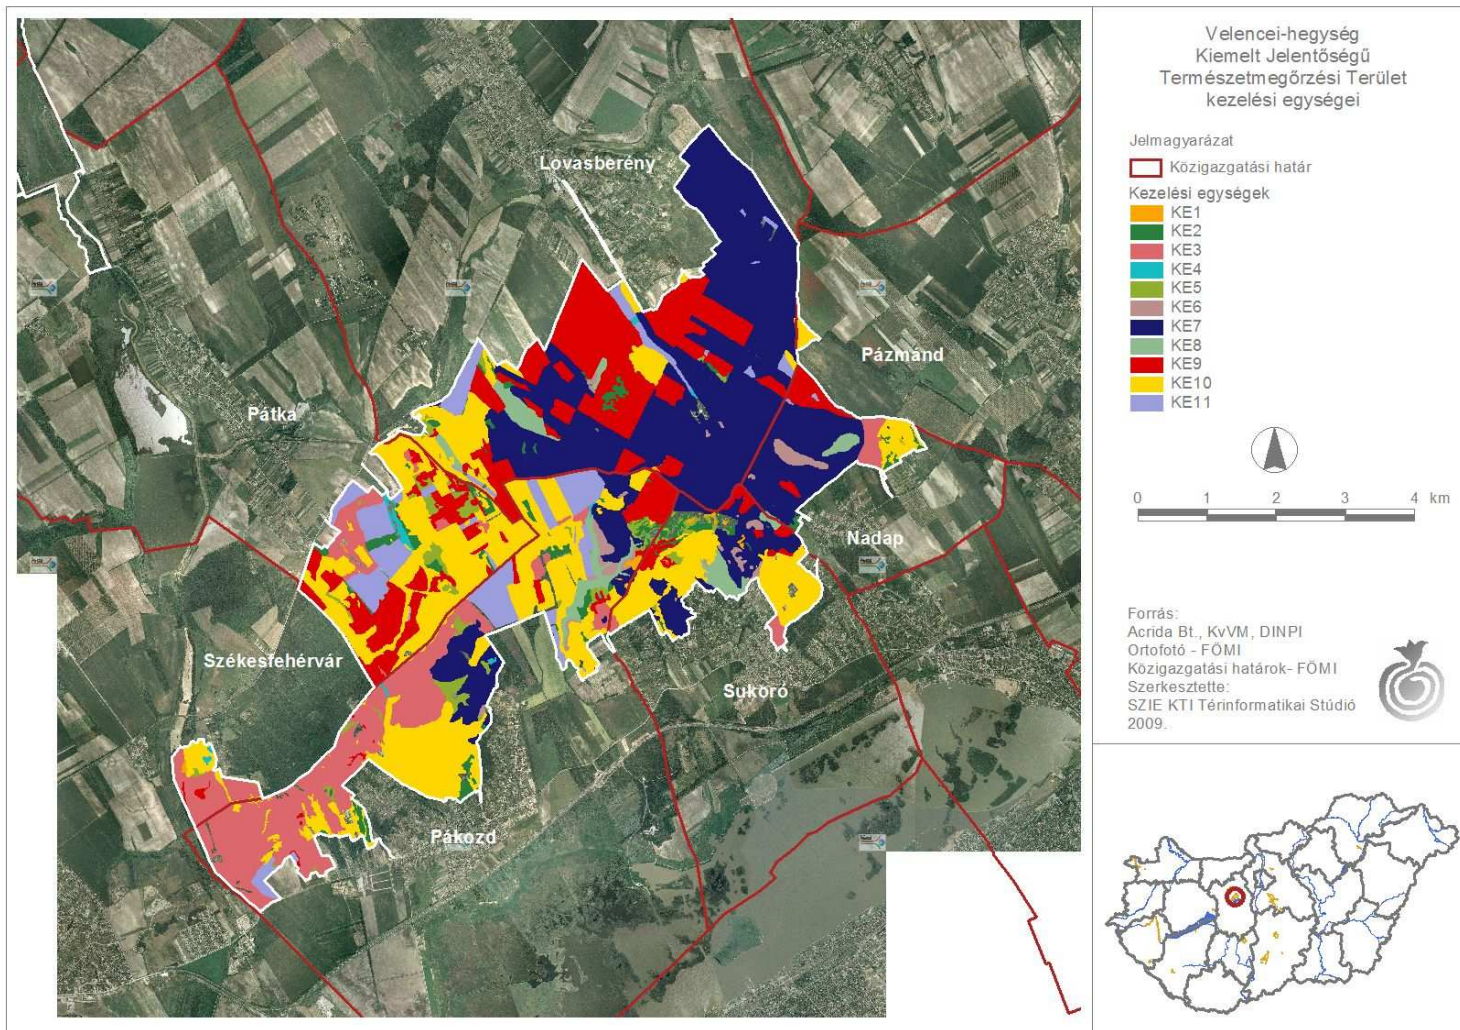 Velencei-hegység
Kiemelt Jelentőségű
Természetmegőrzési Terület
kezelési egységei
Jelmagyarázat
Közigazgatási határ
Kezelési egységek
KE1
KE2
KE3
KE4
KE5
KE6
KE7
KE8
KE9
KE10
KE11
0 1 2 3 4 km
Forrás:
Acrida Bt., KvVM, DINPI
Ortofotó - FÖMI
Közigazgatási határok- FÖMI
Szerkesztette:
SZIE KTI Térinformatikai Stúdió
2009.
Lovasberény
Pázmánd
Pátka
Nadap
Székesfehérvár
Sukoró
Pákozd